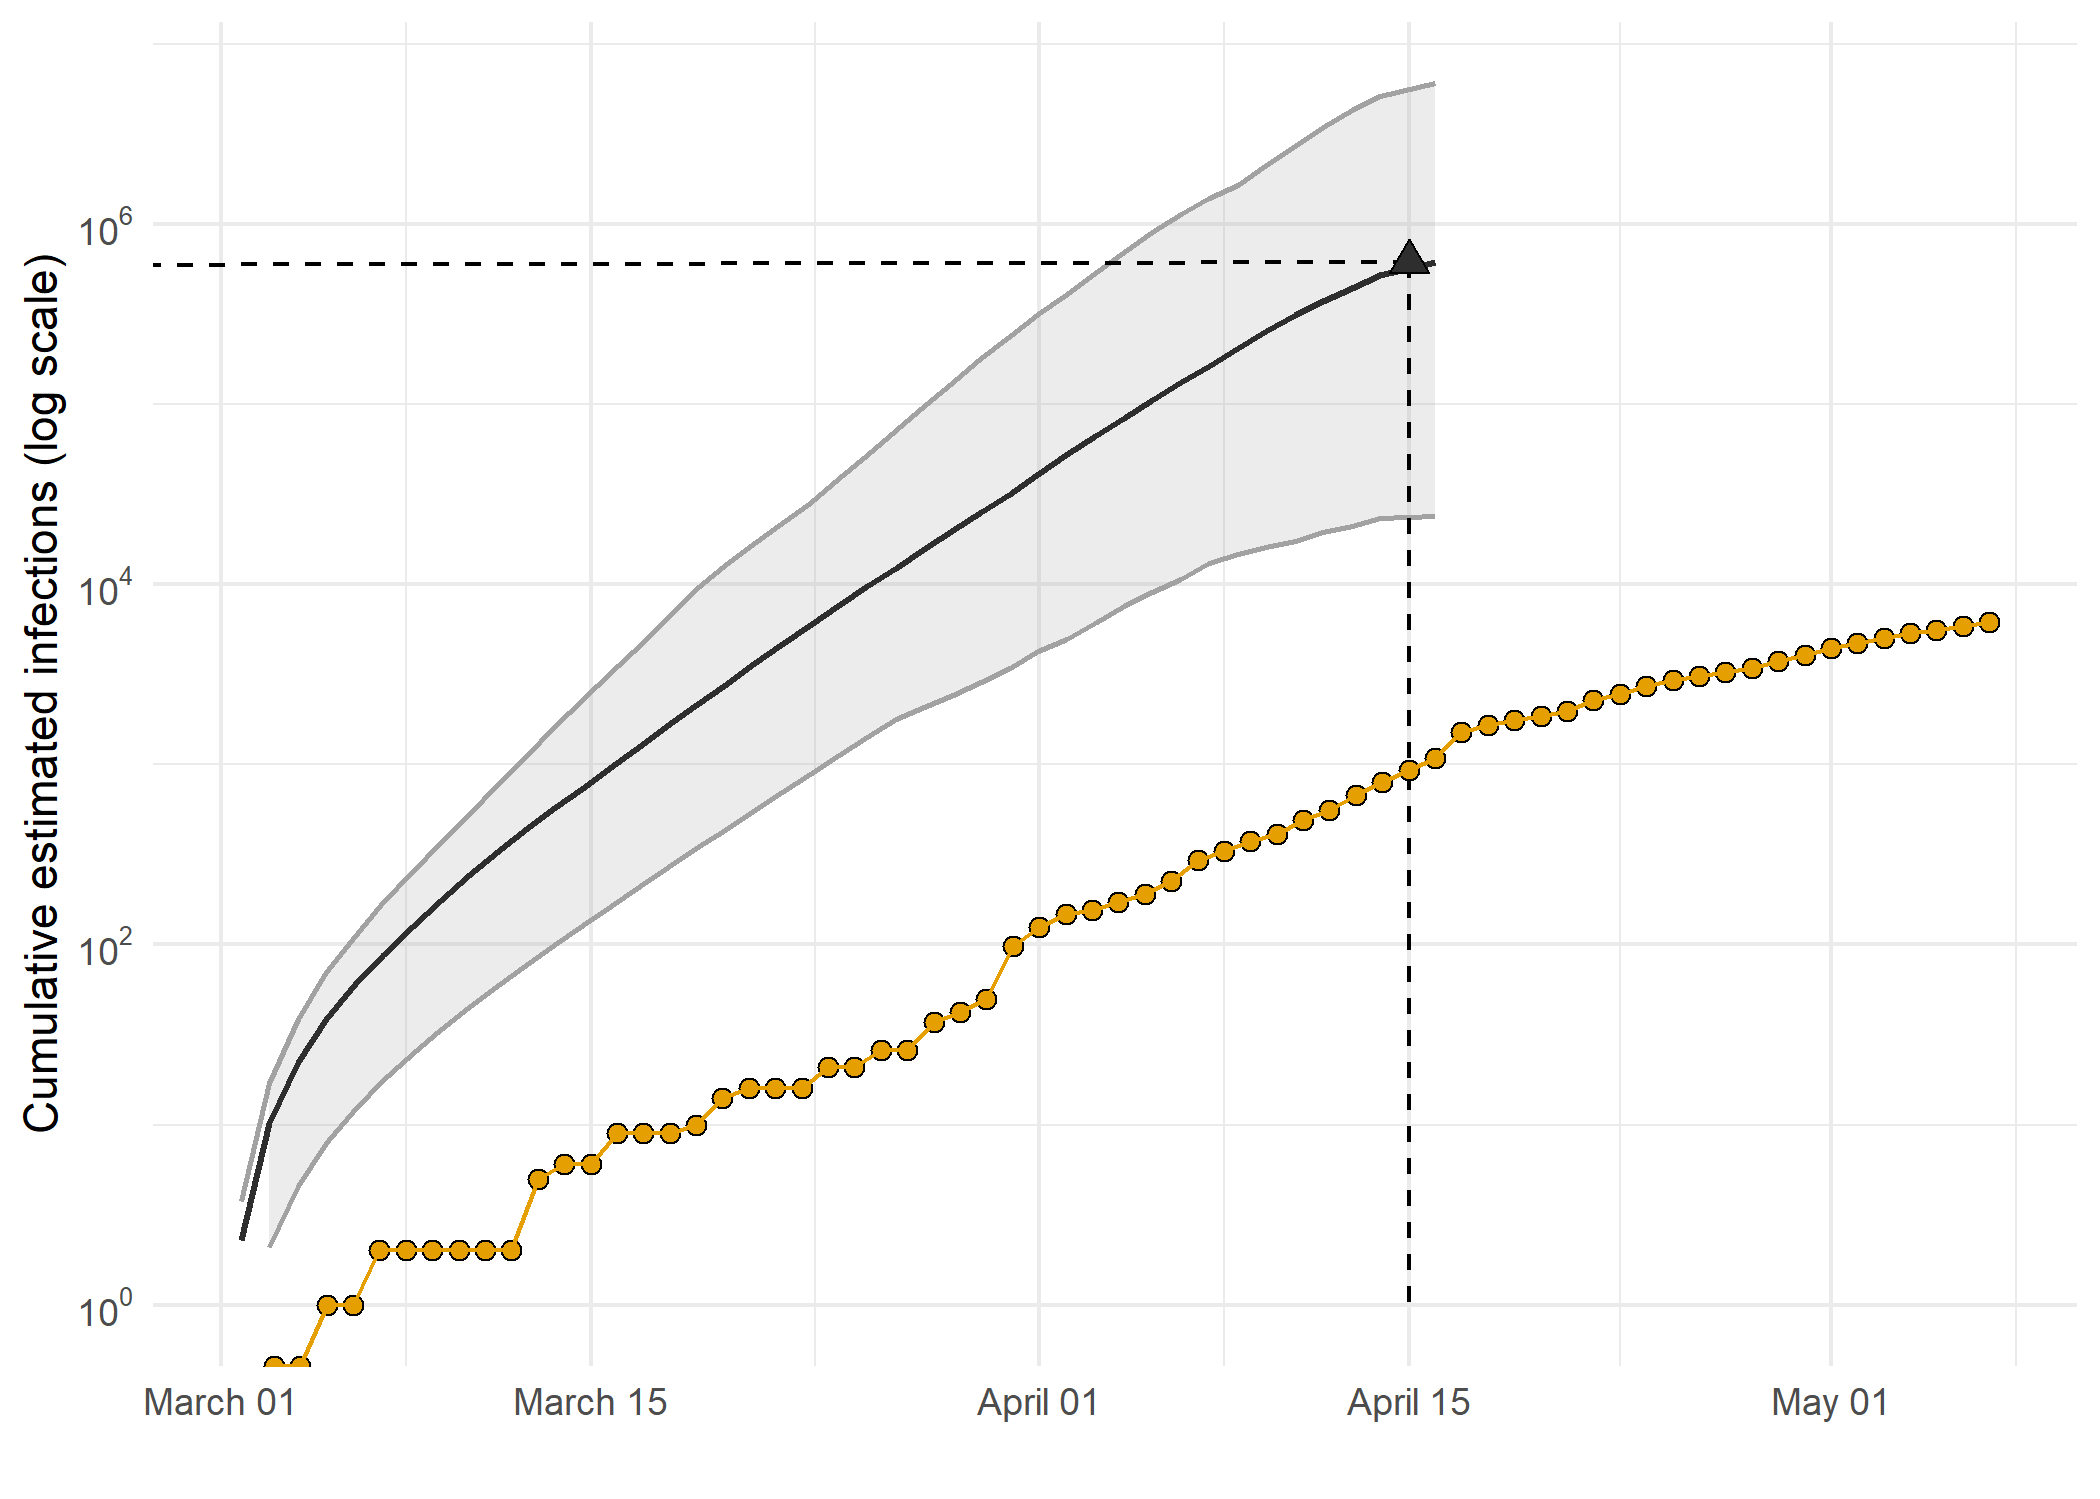 Cumulative estimated infections (log scale)
10^6
10^4
10^2
10^0
March 01 March 15 April 01 April 15 May 01